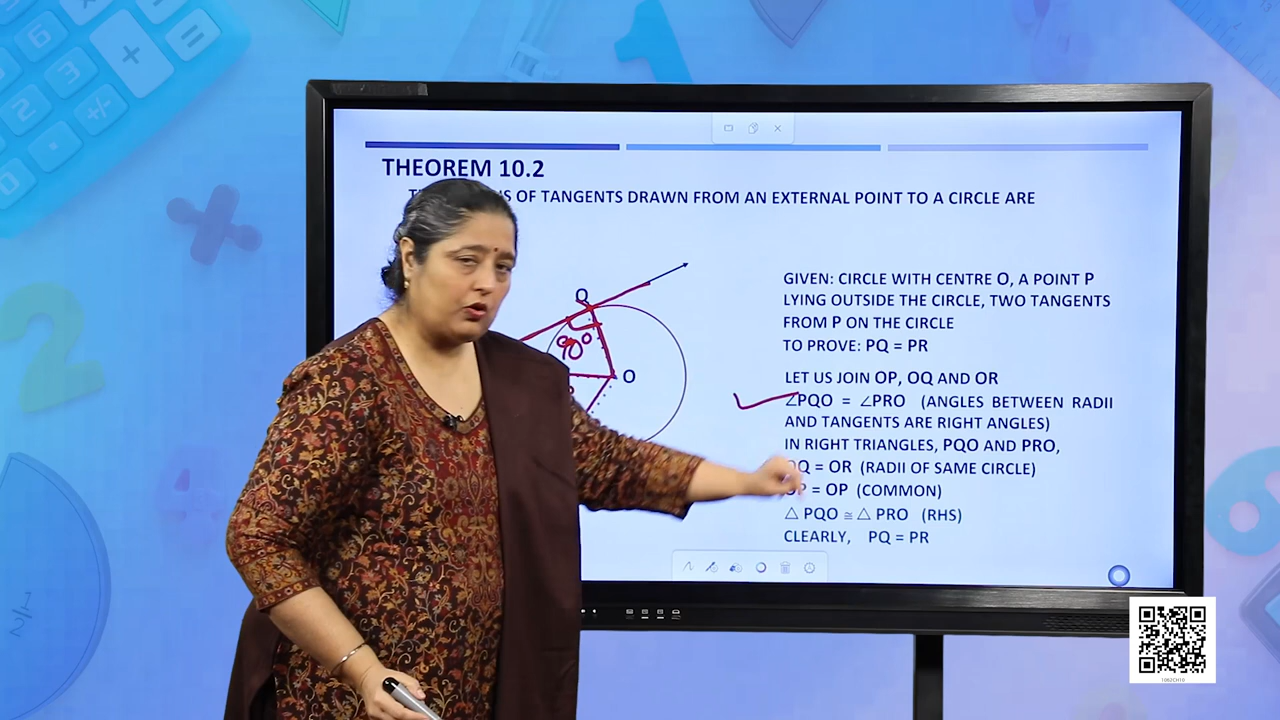 THEOREM 10.2
OF TANGENTS DRAWN FROM AN EXTERNAL POINT TO A CIRCLE ARE
GIVEN: CIRCLE WITH CENTRE O, A POINT P
LYING OUTSIDE THE CIRCLE, TWO TANGENTS
FROM P ON THE CIRCLE
TO PROVE: PQ = PR
LET US JOIN OP, OQ AND OR
∠PQO = ∠PRO (ANGLES BETWEEN RADII
AND TANGENTS ARE RIGHT ANGLES)
IN RIGHT TRIANGLES, PQO AND PRO,
OQ = OR (RADII OF SAME CIRCLE)
OP = OP (COMMON)
△ PQO ≅ △ PRO (RHS)
CLEARLY, PQ = PR
Q
90°
O
1062CH10